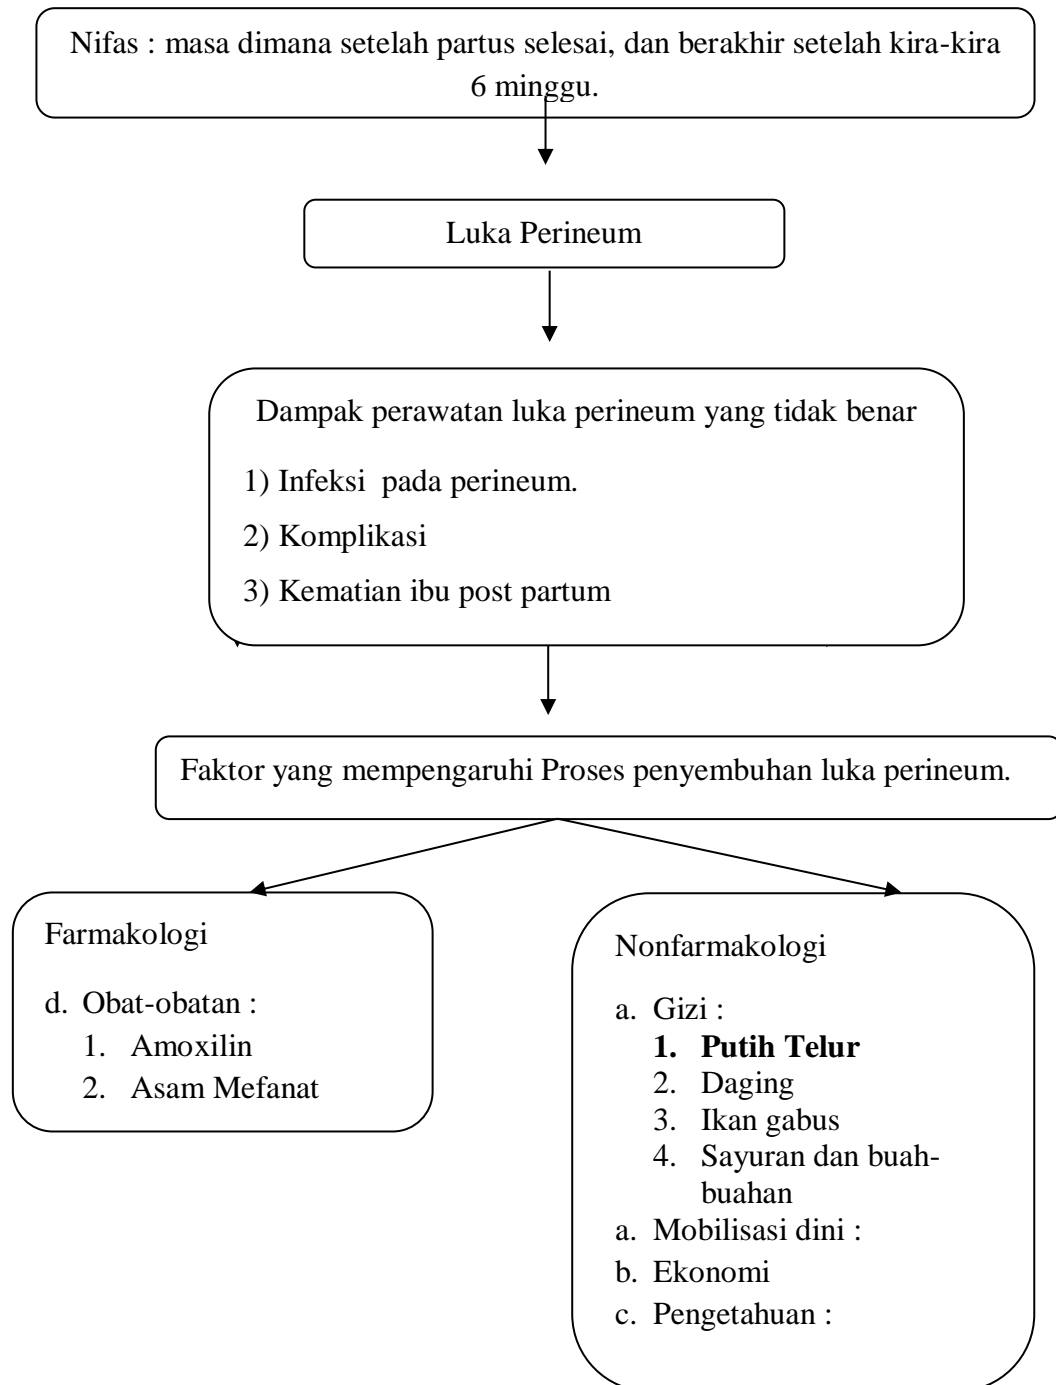 Nifas : masa dimana setelah partus selesai, dan berakhir setelah kira-kira
6 minggu.
Luka Perineum
Dampak perawatan luka perineum yang tidak benar
1) Infeksi pada perineum.
2) Komplikasi
3) Kematian ibu post partum
Faktor yang mempengaruhi Proses penyembuhan luka perineum.
Farmakologi
d. Obat-obatan :
1. Amoxilin
2. Asam Mefanat
Nonfarmakologi
a. Gizi :
1. Putih Telur
2. Daging
3. Ikan gabus
4. Sayuran dan buah-
buahan
a. Mobilisasi dini :
b. Ekonomi
c. Pengetahuan :